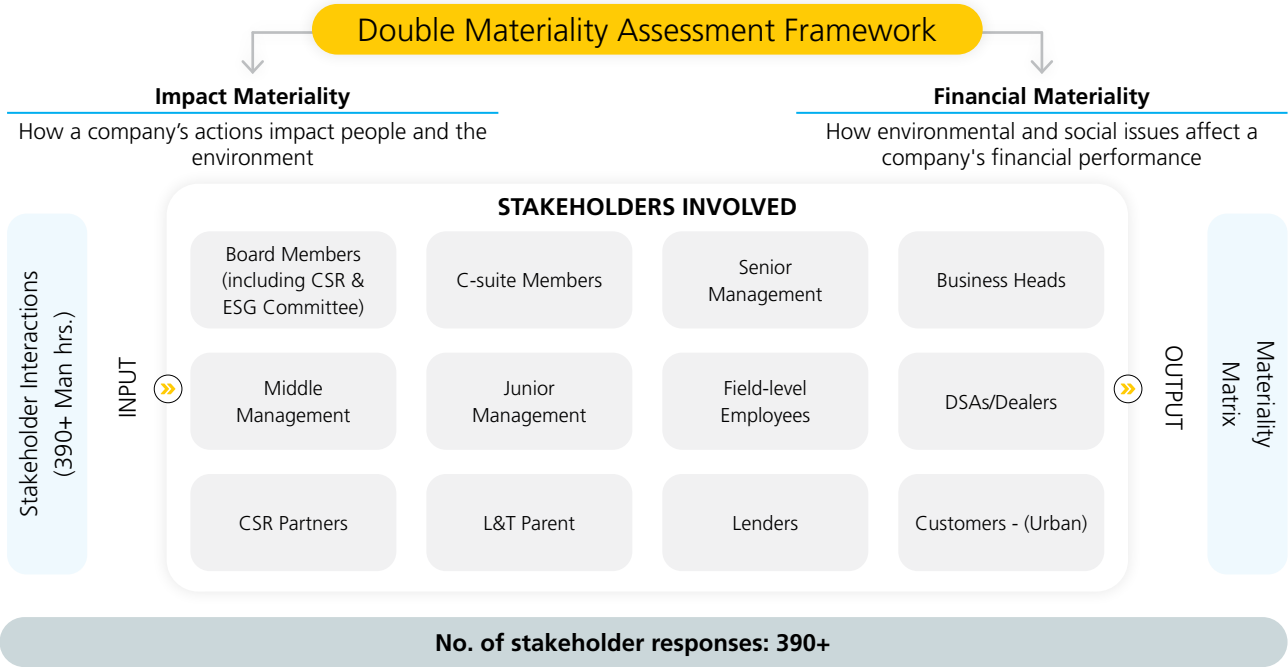 Double Materiality Assessment Framework
Impact Materiality
How a company’s actions impact people and the
environment
Financial Materiality
How environmental and social issues affect a
company's financial performance
Stakeholder Interactions
(390+ Man hrs.)
INPUT
STAKEHOLDERS INVOLVED
Board Members
(including CSR &
ESG Committee)
C-suite Members
Senior
Management
Business Heads
Middle
Management
Junior
Management
Field-level
Employees
DSAs/Dealers
CSR Partners
L&T Parent
Lenders
Customers - (Urban)
OUTPUT
Materiality
Matrix
No. of stakeholder responses: 390+